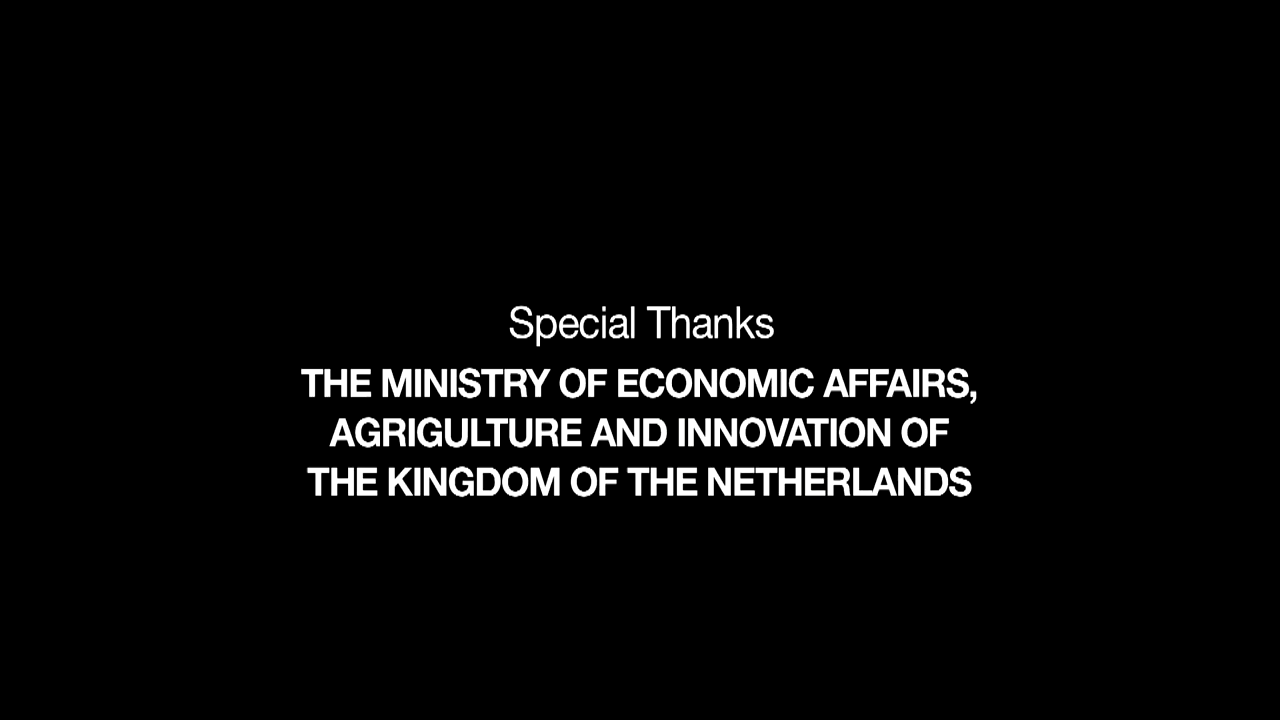 Special Thanks
THE MINISTRY OF ECONOMIC AFFAIRS,
AGRIGULTURE AND INNOVATION OF
THE KINGDOM OF THE NETHERLANDS